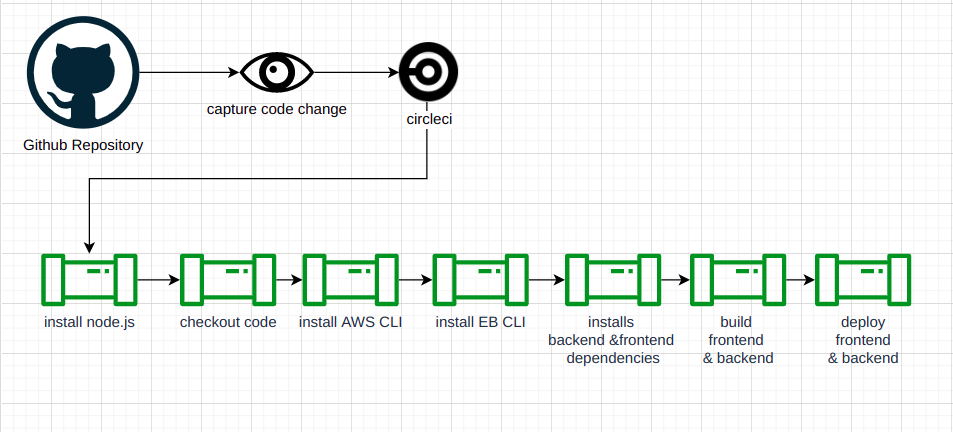 capture code change
circleci
Github Repository
install node.js
checkout code
install AWS CLI
install EB CLI
installs
backend &frontend
dependencies
build
frontend
& backend
deploy
frontend
& backend